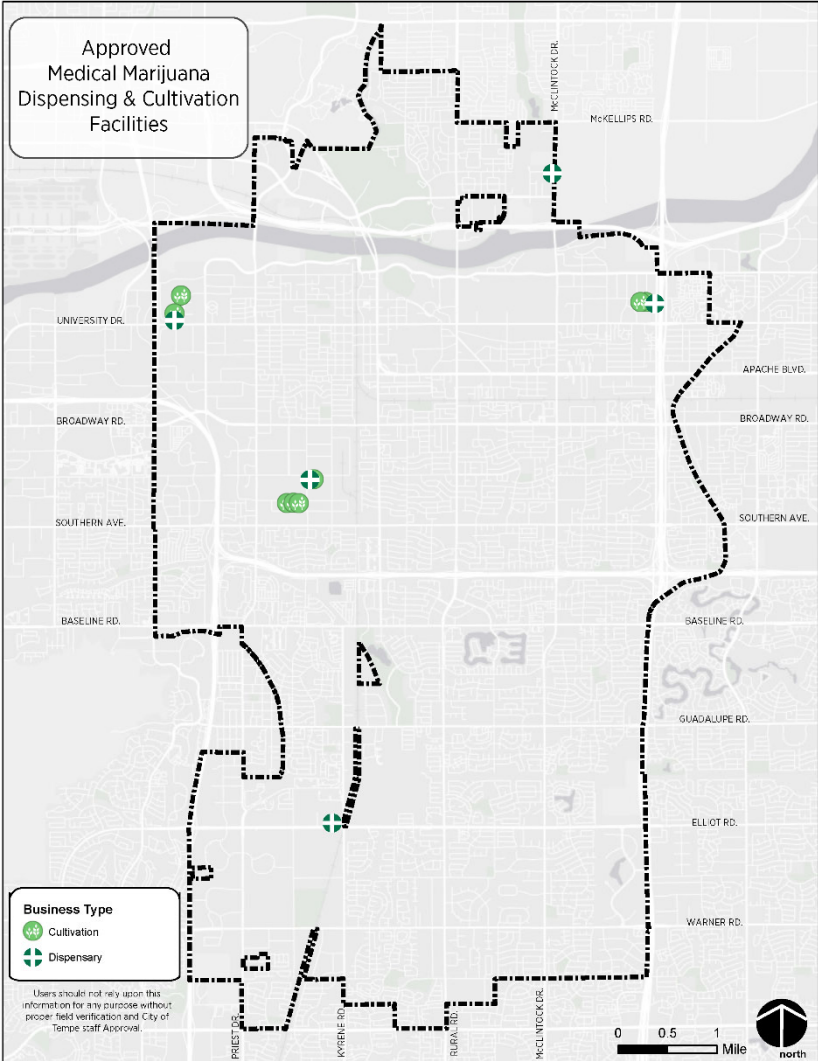 Approved
Medical Marijuana
Dispensing & Cultivation
Facilities
McCLINTOCK DR.
McKELLIPS RD.
UNIVERSITY DR.
APACHE BLVD.
BROADWAY RD.
BROADWAY RD.
SOUTHERN AVE.
SOUTHERN AVE.
BASELINE RD.
BASELINE RD.
GUADALUPE RD.
ELLIOT RD.
WARNER RD.
Business Type
Cultivation
Dispensary
Users should not rely upon this
information for any purpose without
proper field verification and City of
Tempe staff Approval.
PRIEST DR.
KYRENE RD.
RURAL RD.
McCLINTOCK DR.
0 0.5 1
Mile
north